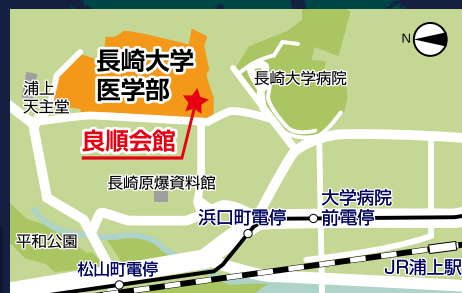 N
長崎大学
医学部
長崎大学病院
浦上
天主堂
良順会館
長崎原爆資料館
大学病院
前電停
浜口町電停
平和公園
松山町電停
JR浦上駅